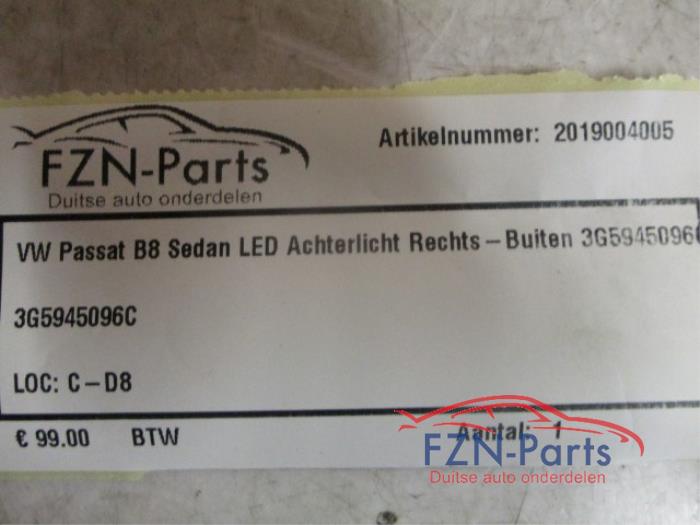 FZN-Parts
Duitse auto onderdelen
Artikelnummer: 2019004005
VW Passat B8 Sedan LED Achterlicht Rechts – Buiten 3G5945096
3G5945096C
LOC: C – D8
€ 99.00 BTW Aantal: 1
FZN-Parts
Duitse auto onderdelen